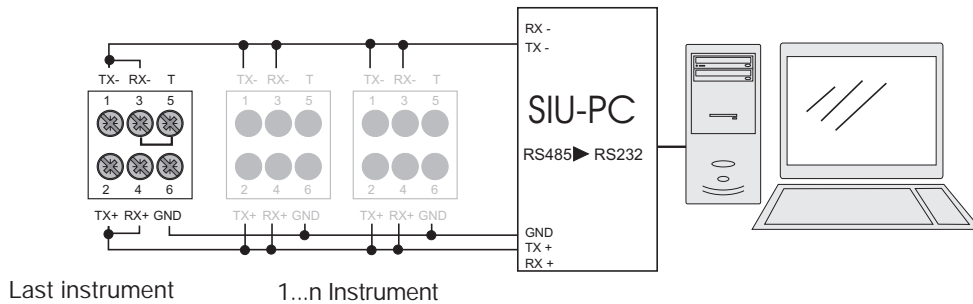 RX -
TX -
TX- RX- T
TX- RX- T
TX- RX- T
1 3 5
1 3 5
1 3 5
SIU-PC
RS485 ▶ RS232
2 4 6
2 4 6
2 4 6
TX+ RX+ GND
TX+ RX+ GND
TX+ RX+ GND
GND
TX +
RX +
Last instrument
1...n Instrument